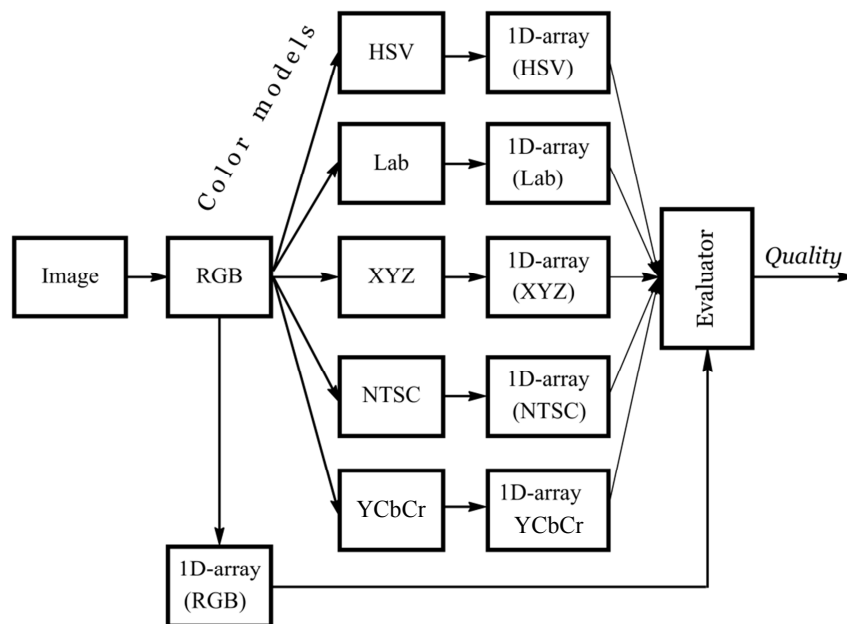 Color models
HSV
1D-array
(HSV)
Lab
1D-array
(Lab)
Image
RGB
XYZ
1D-array
(XYZ)
Evaluator
Quality
NTSC
1D-array
(NTSC)
YCbCr
1D-array
YCbCr
1D-array
(RGB)